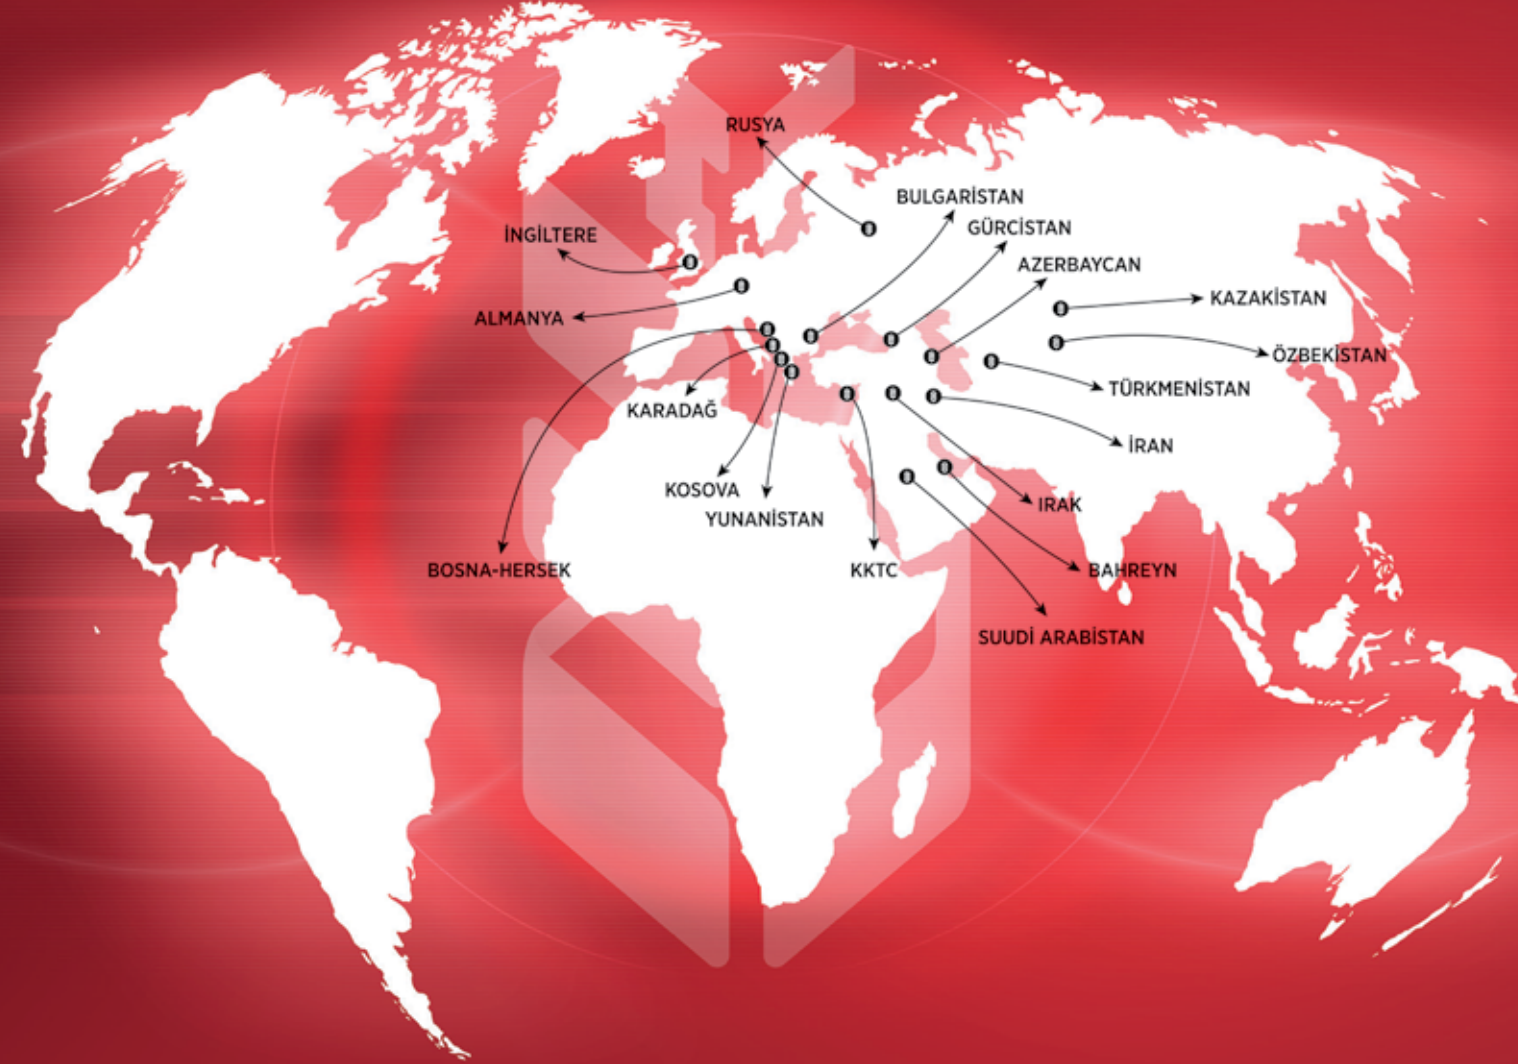 RUSYA
BULGARİSTAN
GÜRCİSTAN
İNGİLTERE
AZERBAYCAN
KAZAKİSTAN
ALMANYA
ÖZBEKİSTAN
TÜRKMENİSTAN
KARADAĞ
İRAN
KOSOVA
IRAK
YUNANİSTAN
BOSNA-HERSEK
KKTC
BAHREYN
SUUDİ ARABİSTAN